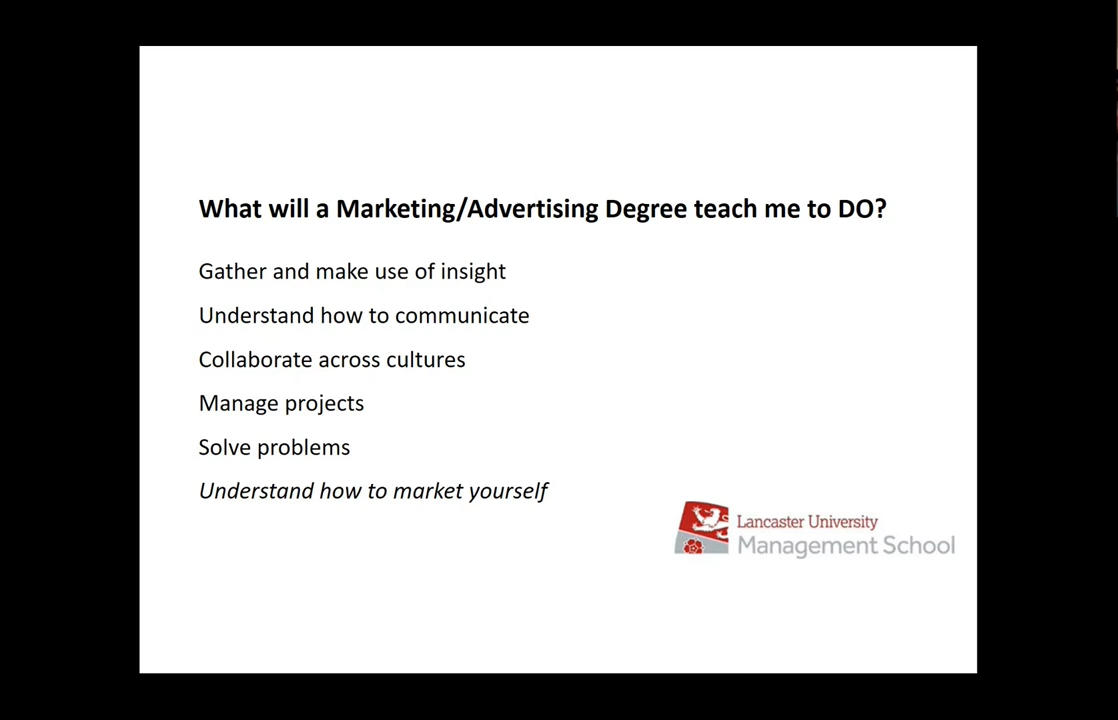 What will a Marketing/Advertising Degree teach me to DO?
Gather and make use of insight
Understand how to communicate
Collaborate across cultures
Manage projects
Solve problems
Understand how to market yourself
Lancaster University
Management School